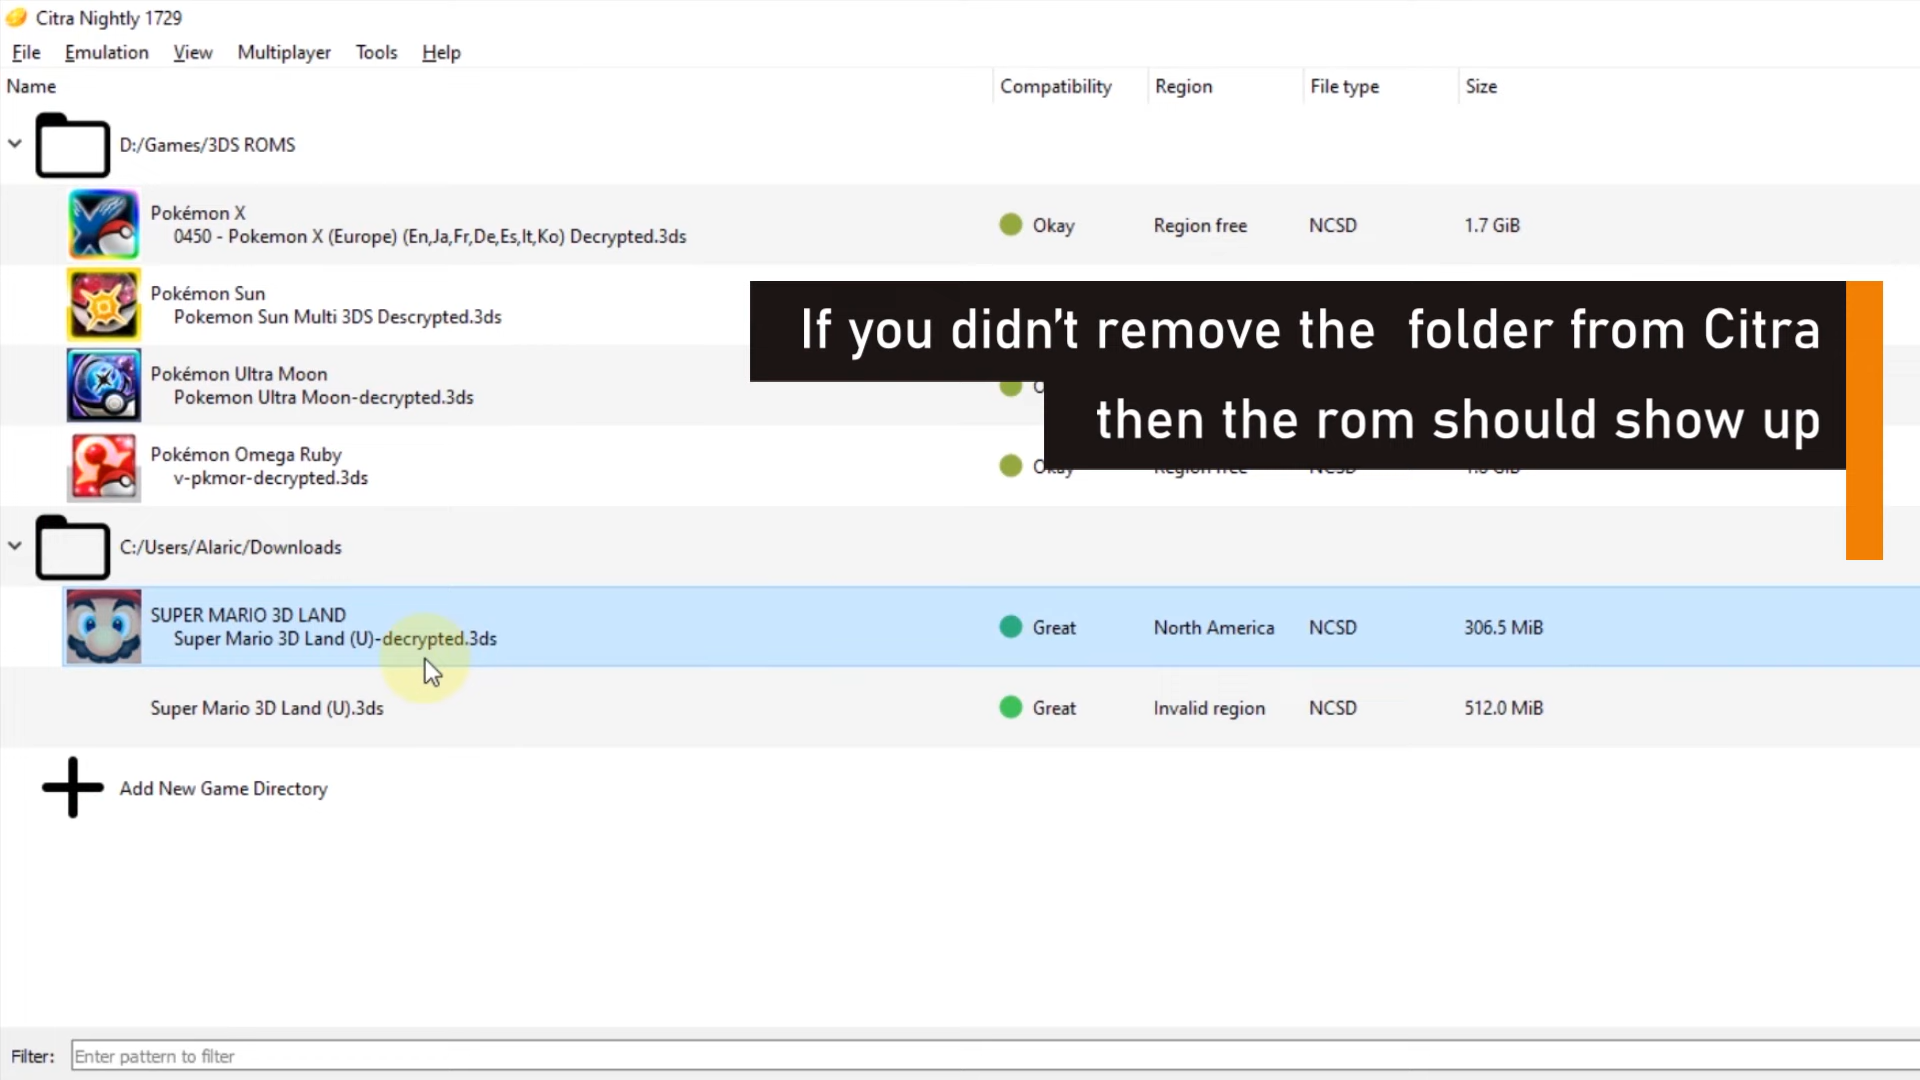 Citra Nightly 1729
File Emulation View Multiplayer Tools Help
Name Compatibility Region File type Size
D:/Games/3DS ROMS
Pokémon X
0450 - Pokemon X (Europe) (En,Ja,Fr,De,Es,It,Ko) Decrypted.3ds Okay Region free NCSD 1.7 GiB
Pokémon Sun
Pokemon Sun Multi 3DS Descrypted.3ds
If you didn't remove the folder from Citra
Pokémon Ultra Moon
Pokemon Ultra Moon-decrypted.3ds
then the rom should show up
Pokémon Omega Ruby
v-pkmor-decrypted.3ds Okay Region free NCSD
C:/Users/Alaric/Downloads
SUPER MARIO 3D LAND
Super Mario 3D Land (U)-decrypted.3ds Great North America NCSD 306.5 MiB
Super Mario 3D Land (U).3ds Great Invalid region NCSD 512.0 MiB
Add New Game Directory
Filter: Enter pattern to filter